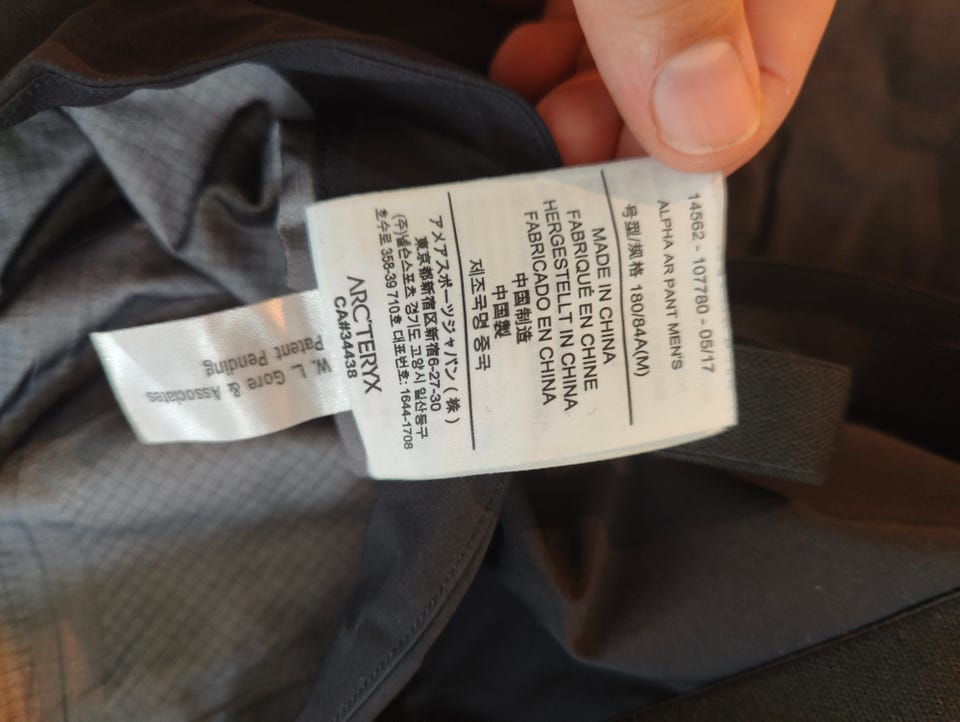 14562 - 107780 - 05/17
ALPHA AR PANT MEN'S
号型/规格 180/84A(M)
MADE IN CHINA
FABRIQUÉ EN CHINE
HERGESTELLT IN CHINA
FABRICADO EN CHINA
中国制造
中国製
제조국명 중국
アメアスポーツジャパン ( 株 )
東京都新宿区新宿6-27-30
(주)넬슨스포츠 경기도 고양시 일산동구
호수로 358-39 710호 대표번호: 1644-1708
ARC'TERYX
CA#34438
W. L. Gore & Associates
Patent Pending